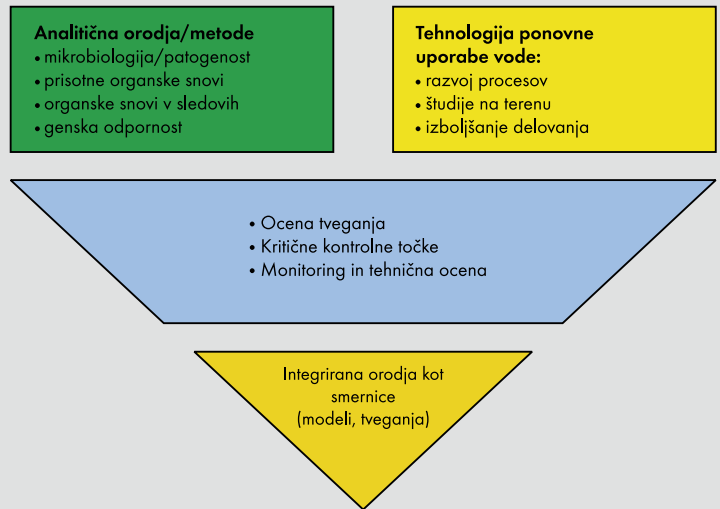 Analitična orodja/metode
• mikrobiologija/patogenost
• prisotne organske snovi
• organske snovi v sledovih
• genska odpornost
Tehnologija ponovne
uporabe vode:
• razvoj procesov
• študije na terenu
• izboljšanje delovanja
• Ocena tveganja
• Kritične kontrolne točke
• Monitoring in tehnična ocena
Integrirana orodja kot
smernice
(modeli, tveganja)